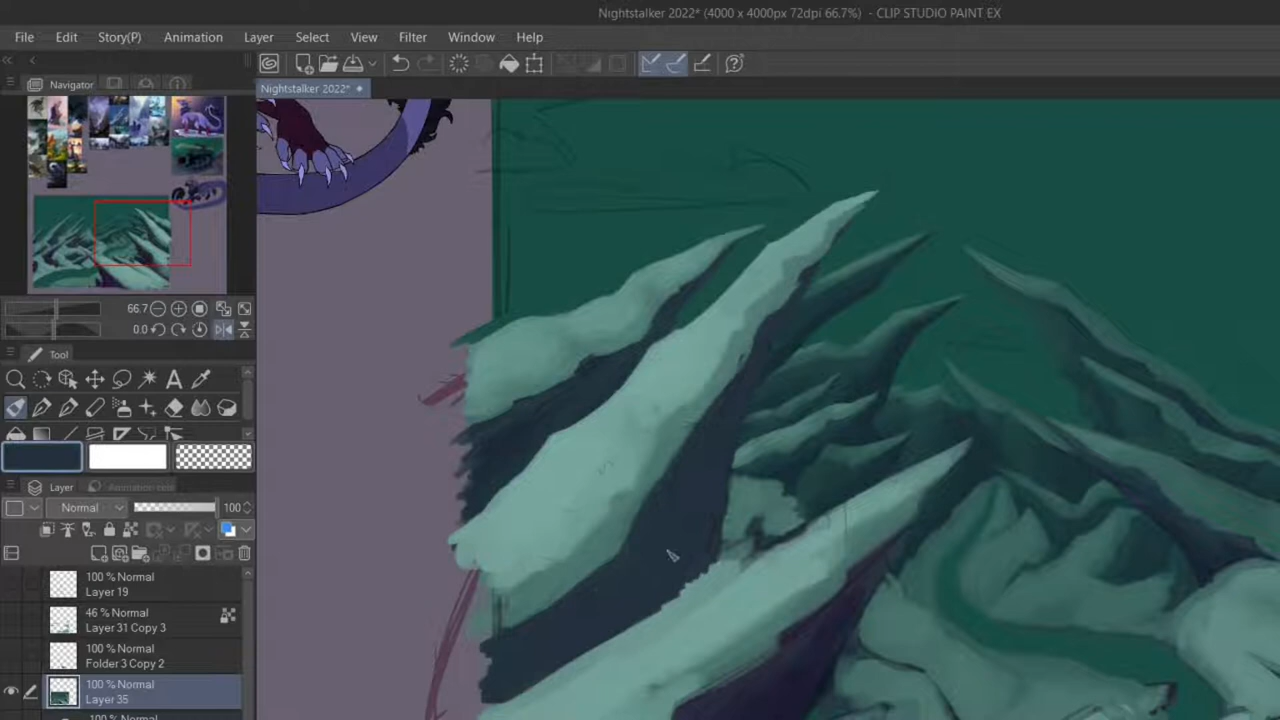 Nightstalker 2022* (4000 x 4000px 72dpi 66.7%) - CLIP STUDIO PAINT EX
File Edit Story(P) Animation Layer Select View Filter Window Help
Navigator
Nightstalker 2022*
66.7
0.0
Tool
Layer
Normal 100
100 % Normal
Layer 19
46 % Normal
Layer 31 Copy 3
100 % Normal
Folder 3 Copy 2
100 % Normal
Layer 35
100 % Normal